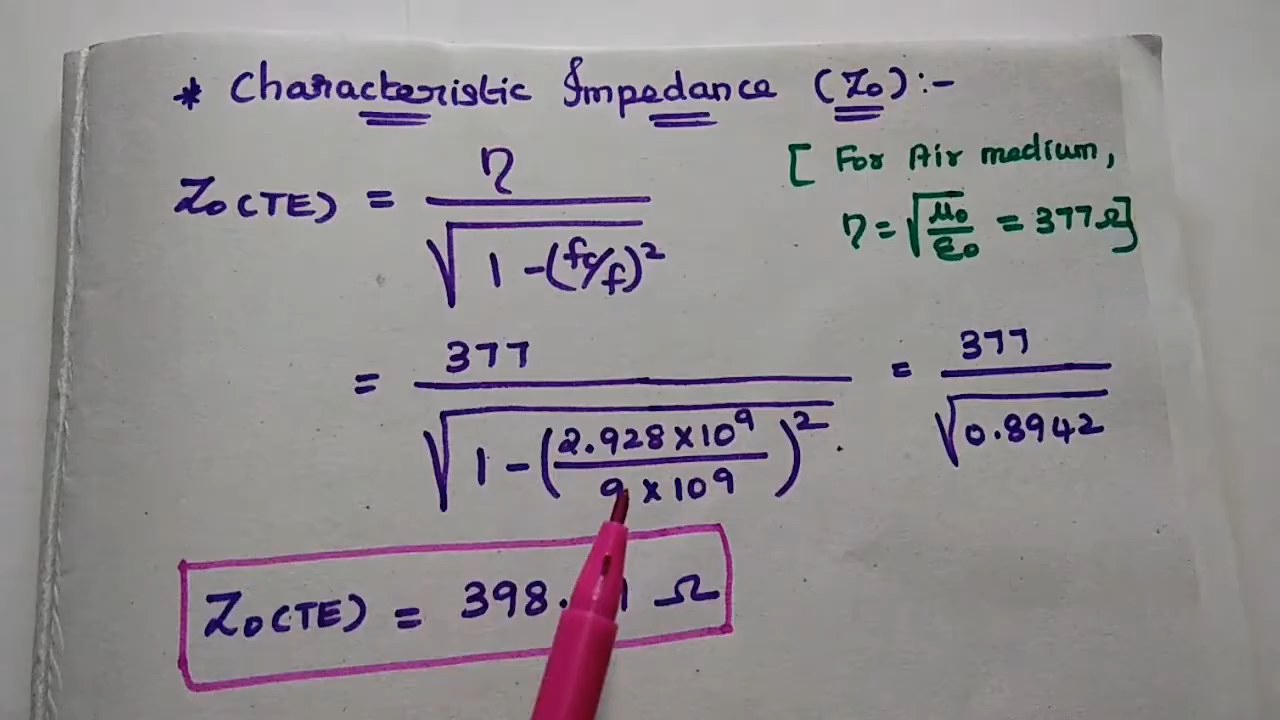 * Characteristic Impedance (Z₀):-
[ For Air medium,
η = √(μ₀/ε₀) = 377Ω]
Z₀(TE) = η / √(1 - (fc/f)²)
= 377 / √(1 - (2.928 × 10⁹ / 9 × 10⁹)²) = 377 / √0.8942
Z₀(TE) = 398. Ω